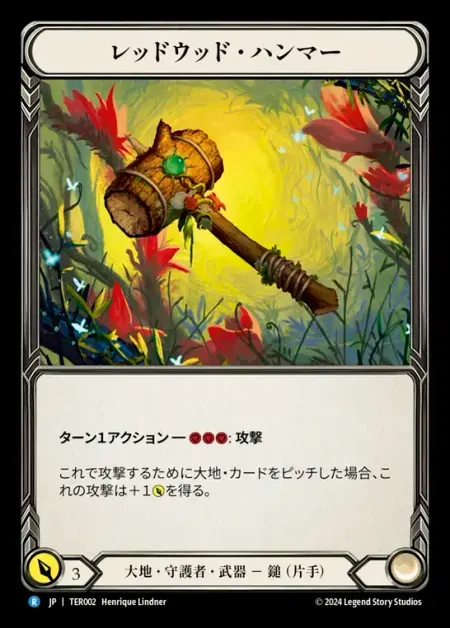 レッドウッド・ハンマー
ターン1アクション ━ : 攻撃
これで攻撃するために大地・カードをピッチした場合、こ
れの攻撃は＋1を得る。
3
大地・守護者・武器 － 鎚 (片手)
R JP | TER002 Henrique Lindner
© 2024 Legend Story Studios